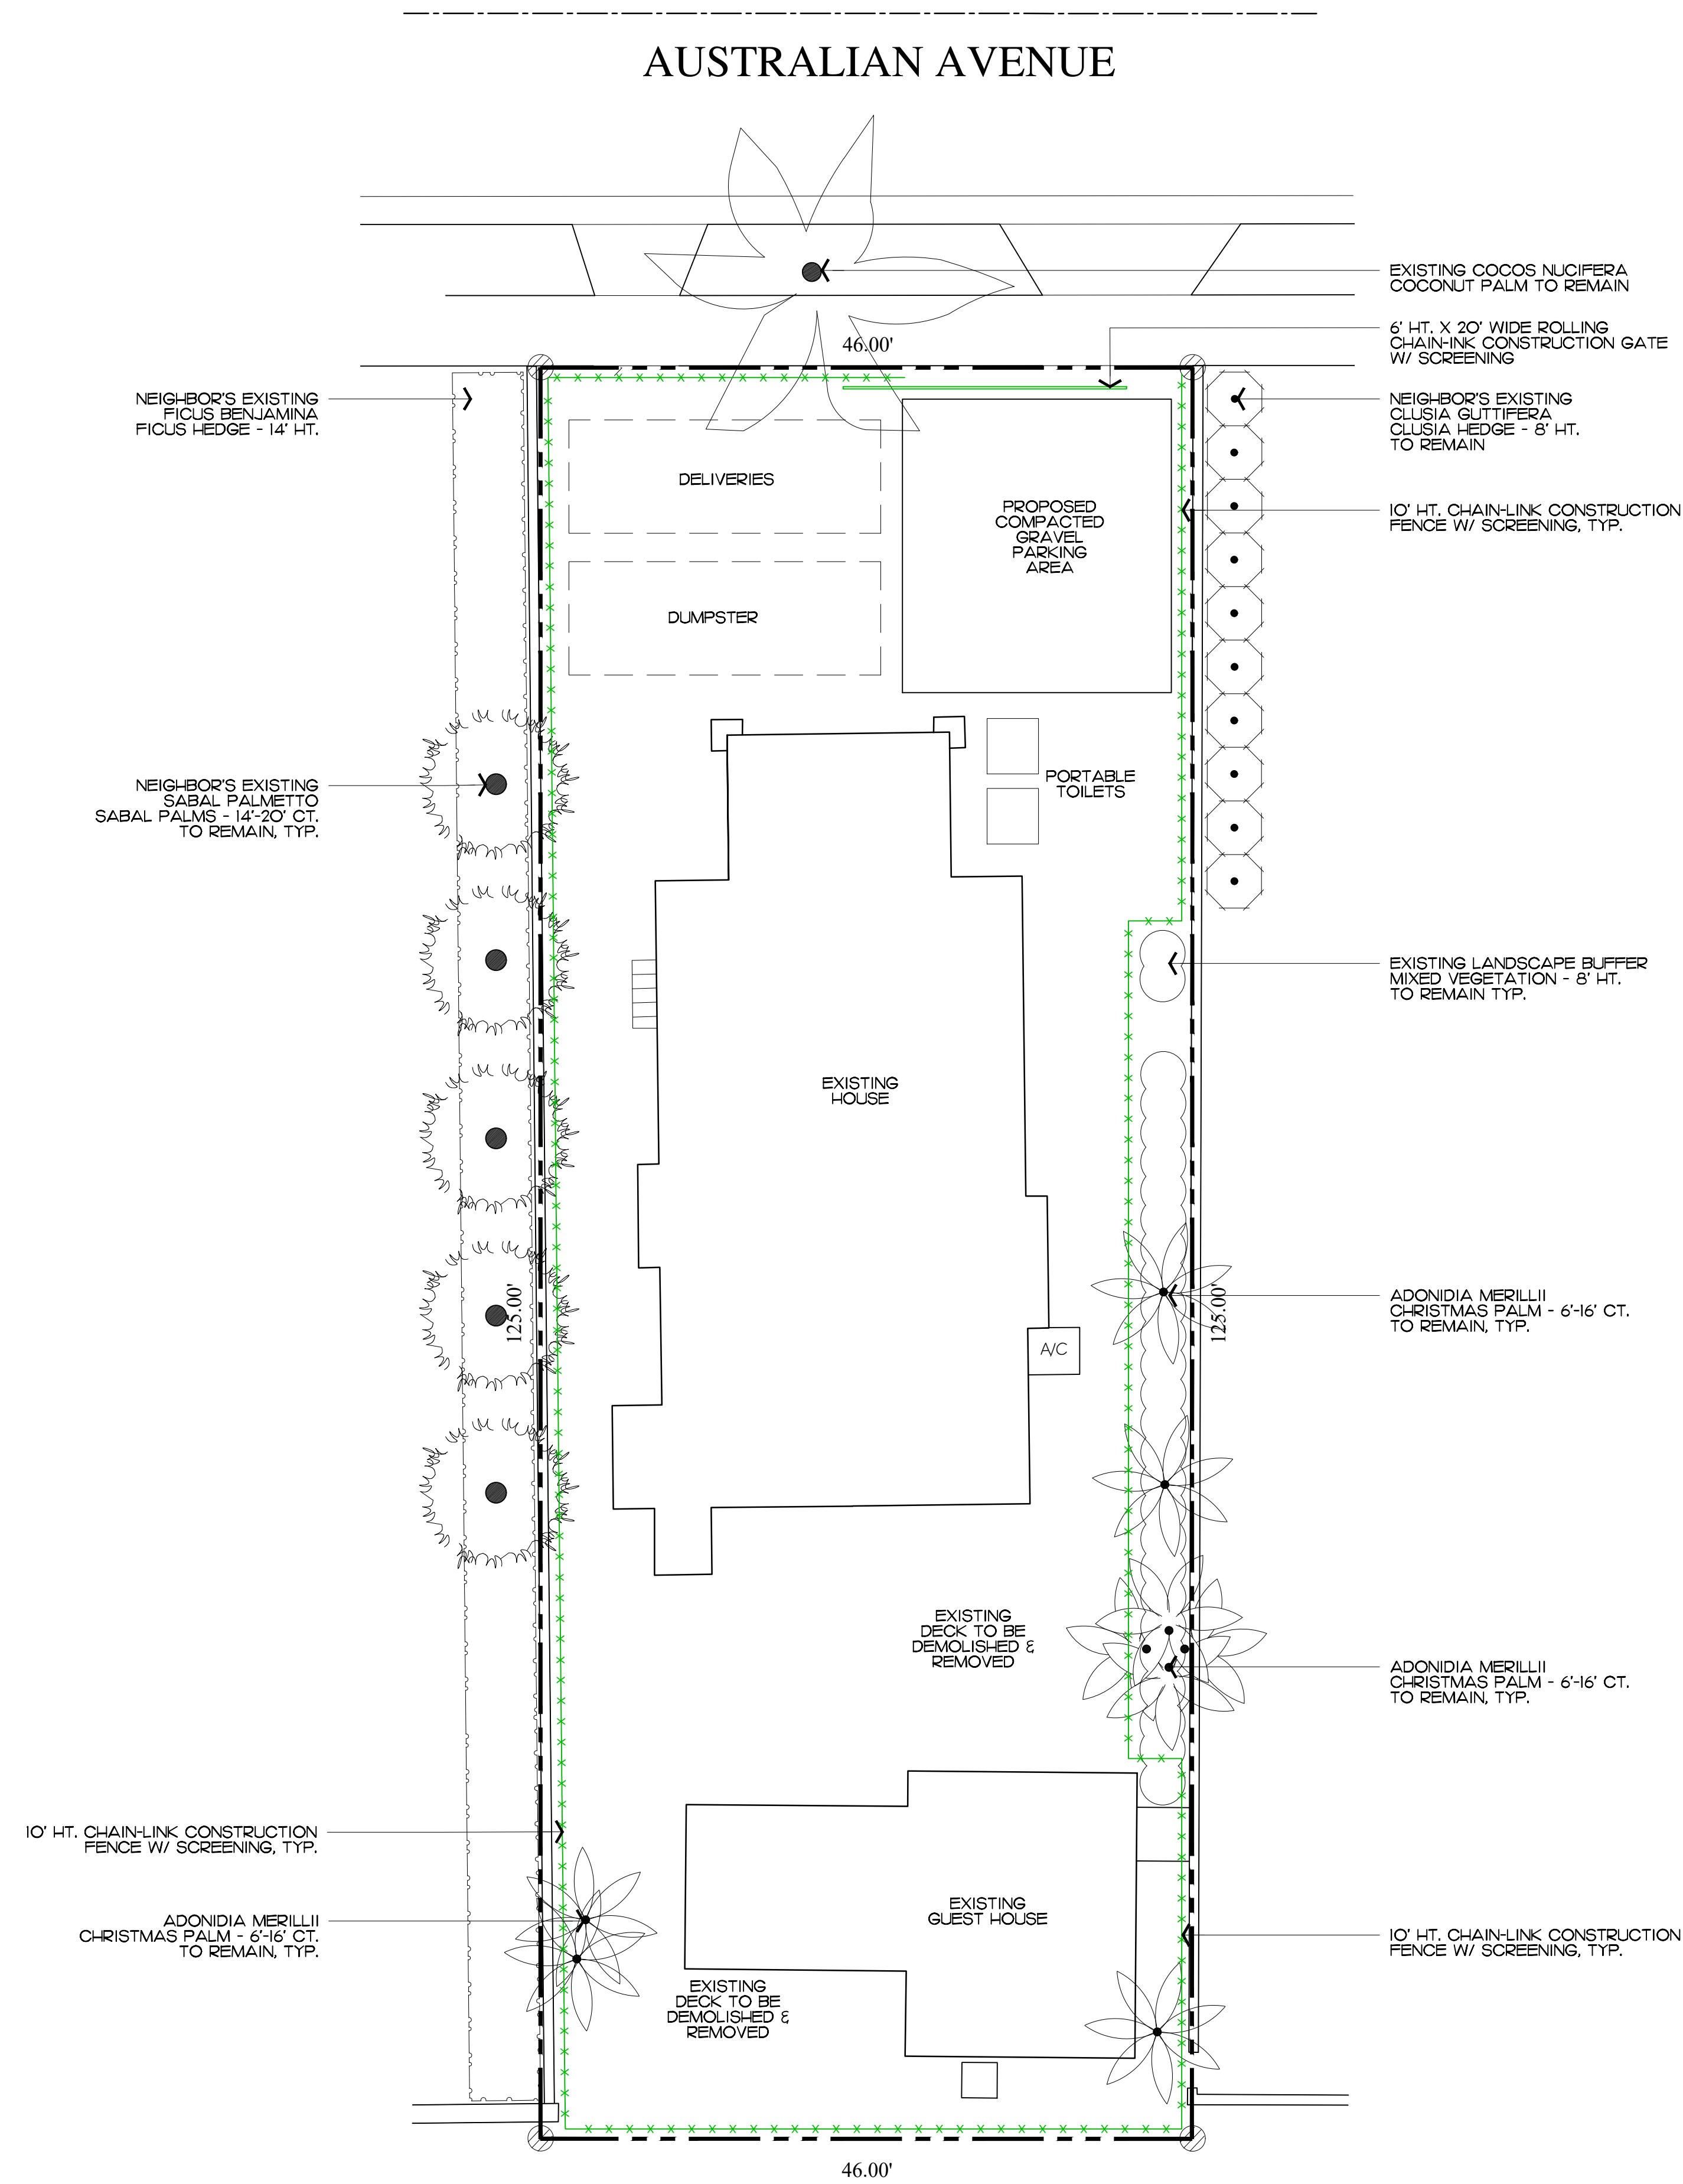 AUSTRALIAN AVENUE
EXISTING COCOS NUCIFERA
COCONUT PALM TO REMAIN
6' HT. X 20' WIDE ROLLING
CHAIN-INK CONSTRUCTION GATE
W/ SCREENING
46.00'
NEIGHBOR'S EXISTING
FICUS BENJAMINA
FICUS HEDGE - 14' HT.
NEIGHBOR'S EXISTING
CLUSIA GUTTIFERA
CLUSIA HEDGE - 8' HT.
TO REMAIN
DELIVERIES
PROPOSED
COMPACTED
GRAVEL
PARKING
AREA
10' HT. CHAIN-LINK CONSTRUCTION
FENCE W/ SCREENING, TYP.
DUMPSTER
NEIGHBOR'S EXISTING
SABAL PALMETTO
SABAL PALMS - 14'-20' CT.
TO REMAIN, TYP.
PORTABLE
TOILETS
EXISTING LANDSCAPE BUFFER
MIXED VEGETATION - 8' HT.
TO REMAIN TYP.
EXISTING
HOUSE
125.00'
125.00'
ADONIDIA MERILLII
CHRISTMAS PALM - 6'-16' CT.
TO REMAIN, TYP.
A/C
EXISTING
DECK TO BE
DEMOLISHED &
REMOVED
ADONIDIA MERILLII
CHRISTMAS PALM - 6'-16' CT.
TO REMAIN, TYP.
10' HT. CHAIN-LINK CONSTRUCTION
FENCE W/ SCREENING, TYP.
ADONIDIA MERILLII
CHRISTMAS PALM - 6'-16' CT.
TO REMAIN, TYP.
EXISTING
GUEST HOUSE
10' HT. CHAIN-LINK CONSTRUCTION
FENCE W/ SCREENING, TYP.
EXISTING
DECK TO BE
DEMOLISHED &
REMOVED
46.00'